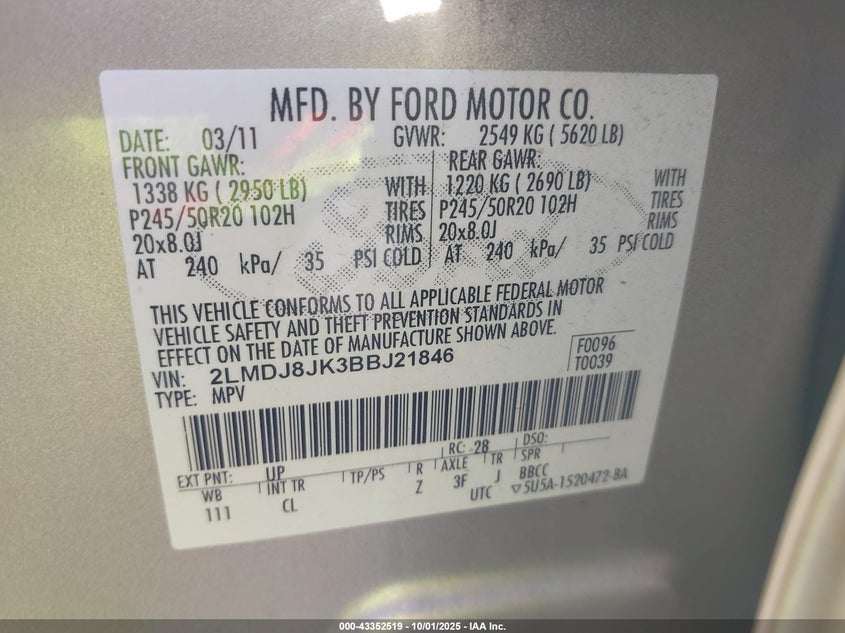 MFD. BY FORD MOTOR CO.
DATE: 03/11 GVWR: 2549 KG ( 5620 LB)
FRONT GAWR: REAR GAWR:
1338 KG ( 2950 LB) WITH 1220 KG ( 2690 LB) WITH
P245/50R20 102H TIRES P245/50R20 102H TIRES
20x8.0J RIMS 20x8.0J RIMS
AT 240 kPa/ 35 PSI COLD AT 240 kPa/ 35 PSI COLD
THIS VEHICLE CONFORMS TO ALL APPLICABLE FEDERAL MOTOR
VEHICLE SAFETY AND THEFT PREVENTION STANDARDS IN
EFFECT ON THE DATE OF MANUFACTURE SHOWN ABOVE.
VIN: 2LMDJ8JK3BBJ21846 F0096
TYPE: MPV T0039
EXT PNT: UP RC: 28 DSO:
WB INT TR TP/PS R AXLE TR SPR
111 CL Z 3F J BBCC
UTC ▽5U5A-1520472-BA
000-43352519 - 10/01/2025 - IAA Inc.